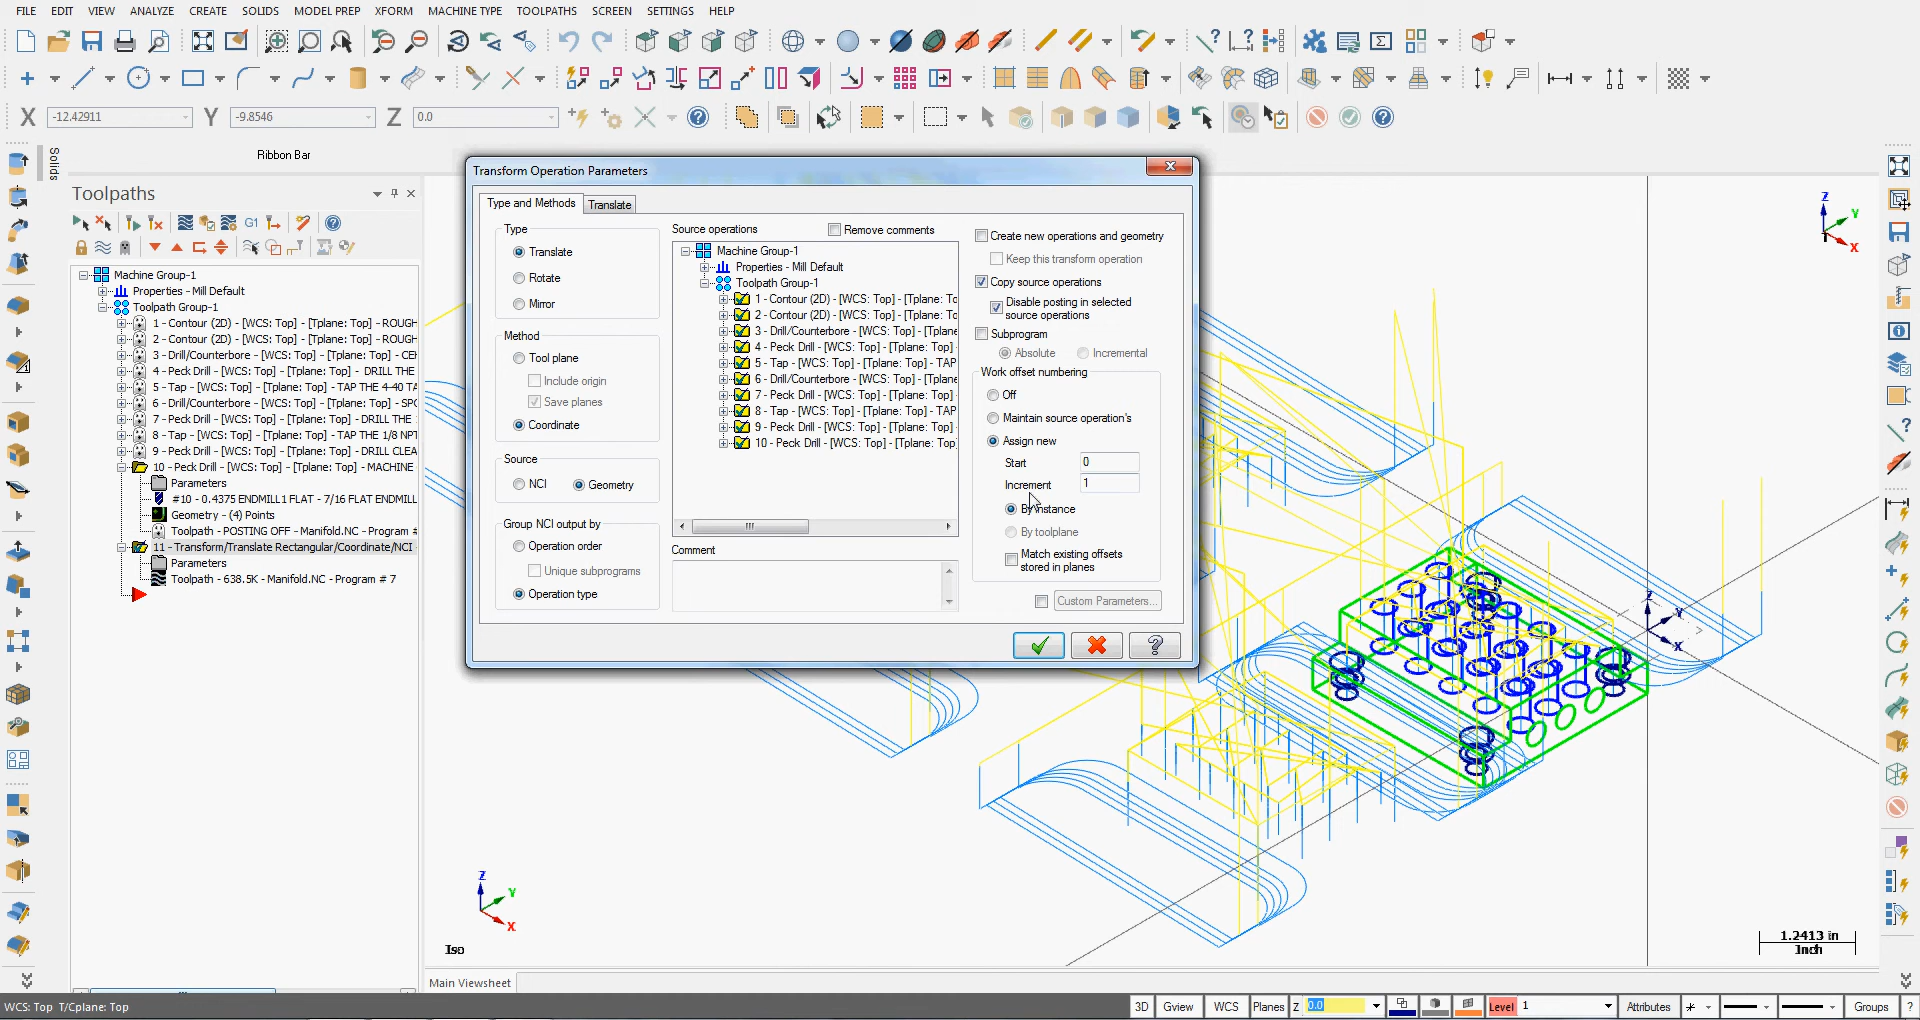 FILE EDIT VIEW ANALYZE CREATE SOLIDS MODEL PREP XFORM MACHINE TYPE TOOLPATHS SCREEN SETTINGS HELP
X -12.42911 Y -9.8546 Z 0.0
Ribbon Bar
Solids
Toolpaths
G1
Machine Group-1
Properties - Mill Default
Toolpath Group-1
1 - Contour (2D) - [WCS: Top] - [Tplane: Top] - ROUGH
2 - Contour (2D) - [WCS: Top] - [Tplane: Top] - ROUGH
3 - Drill/Counterbore - [WCS: Top] - [Tplane: Top] - CEN
4 - Peck Drill - [WCS: Top] - [Tplane: Top] - DRILL THE
5 - Tap - [WCS: Top] - [Tplane: Top] - TAP THE 4-40 TA
6 - Drill/Counterbore - [WCS: Top] - [Tplane: Top] - SPO
7 - Peck Drill - [WCS: Top] - [Tplane: Top] - DRILL THE
8 - Tap - [WCS: Top] - [Tplane: Top] - TAP THE 1/8 NPT
9 - Peck Drill - [WCS: Top] - [Tplane: Top] - DRILL CLEA
10 - Peck Drill - [WCS: Top] - [Tplane: Top] - MACHINE
Parameters
#10 - 0.4375 ENDMILL1 FLAT - 7/16 FLAT ENDMILL
Geometry - (4) Points
Toolpath - POSTING OFF - Manifold.NC - Program #
11 - Transform/Translate Rectangular/Coordinate/NCI
Parameters
Toolpath - 638.5K - Manifold.NC - Program # 7
Transform Operation Parameters
Type and Methods Translate
Type
Translate
Rotate
Mirror
Method
Tool plane
Include origin
Save planes
Coordinate
Source
NCI Geometry
Group NCI output by
Operation order
Unique subprograms
Operation type
Source operations Remove comments
Machine Group-1
Properties - Mill Default
Toolpath Group-1
1 - Contour (2D) - [WCS: Top] - [Tplane: To
2 - Contour (2D) - [WCS: Top] - [Tplane: To
3 - Drill/Counterbore - [WCS: Top] - [Tplane
4 - Peck Drill - [WCS: Top] - [Tplane: Top]
5 - Tap - [WCS: Top] - [Tplane: Top] - TAP
6 - Drill/Counterbore - [WCS: Top] - [Tplane
7 - Peck Drill - [WCS: Top] - [Tplane: Top]
8 - Tap - [WCS: Top] - [Tplane: Top] - TAP
9 - Peck Drill - [WCS: Top] - [Tplane: Top]
10 - Peck Drill - [WCS: Top] - [Tplane: Top
Comment
Create new operations and geometry
Keep this transform operation
Copy source operations
Disable posting in selected
source operations
Subprogram
Absolute Incremental
Work offset numbering
Off
Maintain source operation's
Assign new
Start 0
Increment 1
By instance
By toolplane
Match existing offsets
stored in planes
Custom Parameters...
Z Y X
Z Y X
Z Y X
Iso
1.2413 in
Inch
Main Viewsheet
WCS: Top T/Cplane: Top
3D Gview WCS Planes Z 0.0 Level 1 Attributes Groups ?